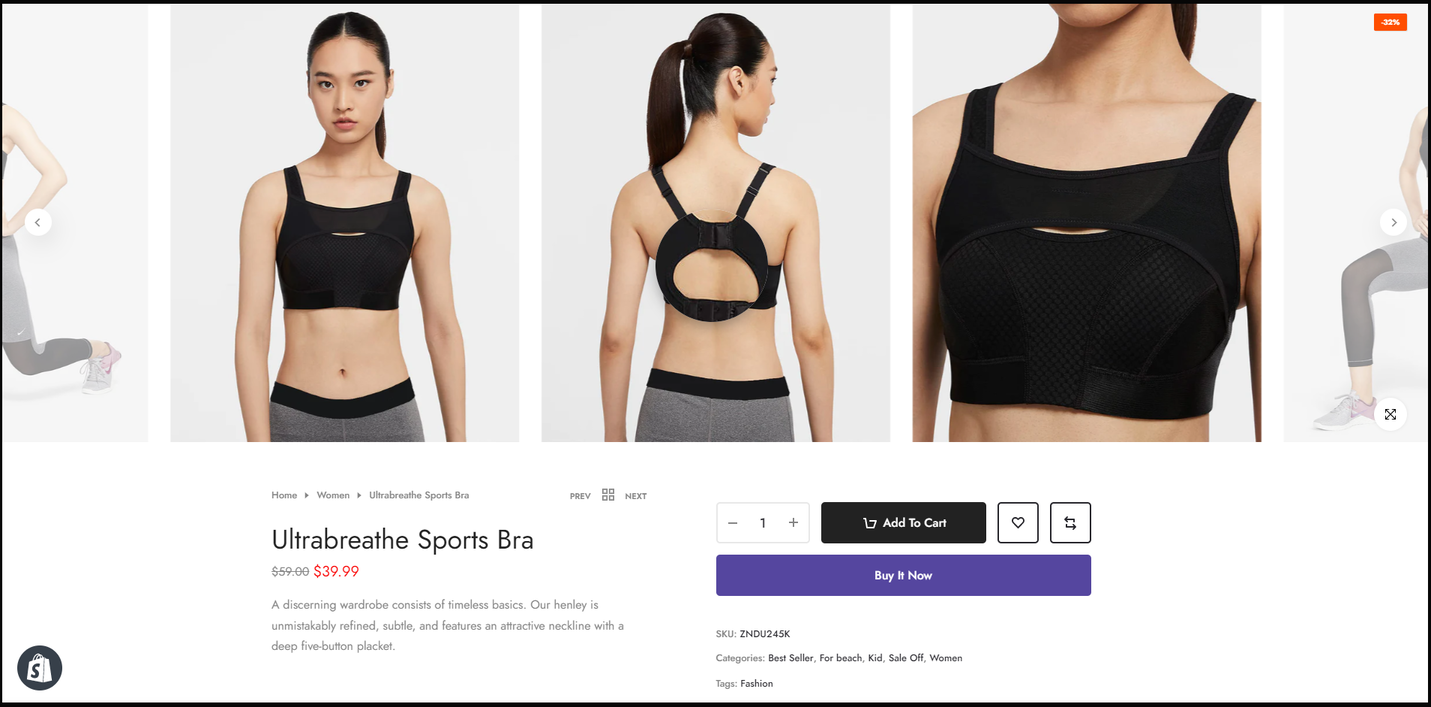 -32%
Home Women Ultrabreathe Sports Bra
PREV NEXT
Ultrabreathe Sports Bra
$59.00 $39.99
A discerning wardrobe consists of timeless basics. Our henley is
unmistakably refined, subtle, and features an attractive neckline with a
deep five-button placket.
− 1 +
Add To Cart
Buy It Now
SKU: ZNDU245K
Categories: Best Seller, For beach, Kid, Sale Off, Women
Tags: Fashion